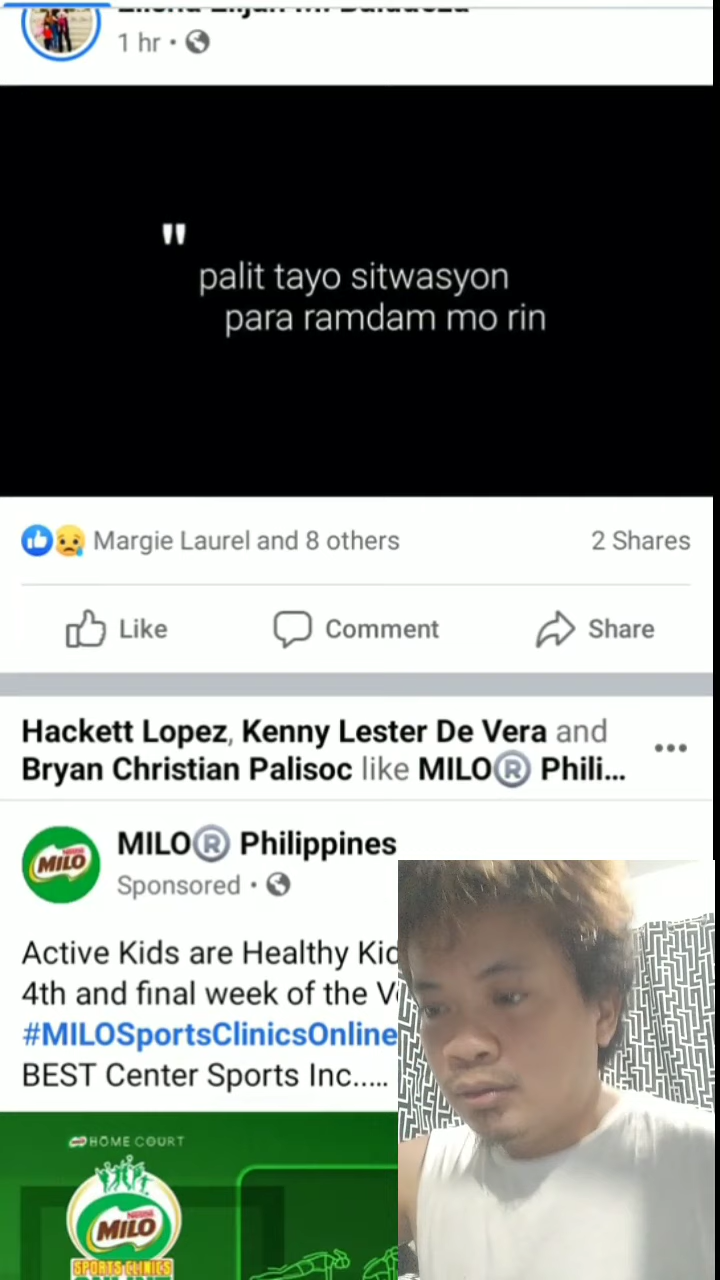 1 hr
"
palit tayo sitwasyon
para ramdam mo rin
Margie Laurel and 8 others
2 Shares
Like
Comment
Share
Hackett Lopez, Kenny Lester De Vera and
Bryan Christian Palisoc like MILO® Phili...
MILO
MILO® Philippines
Sponsored
Active Kids are Healthy
4th and final week of the
#MILOSportsClinicsOnline
BEST Center Sports Inc.....
HOME COURT
Nestlé
MILO
SPORTS CLINICS